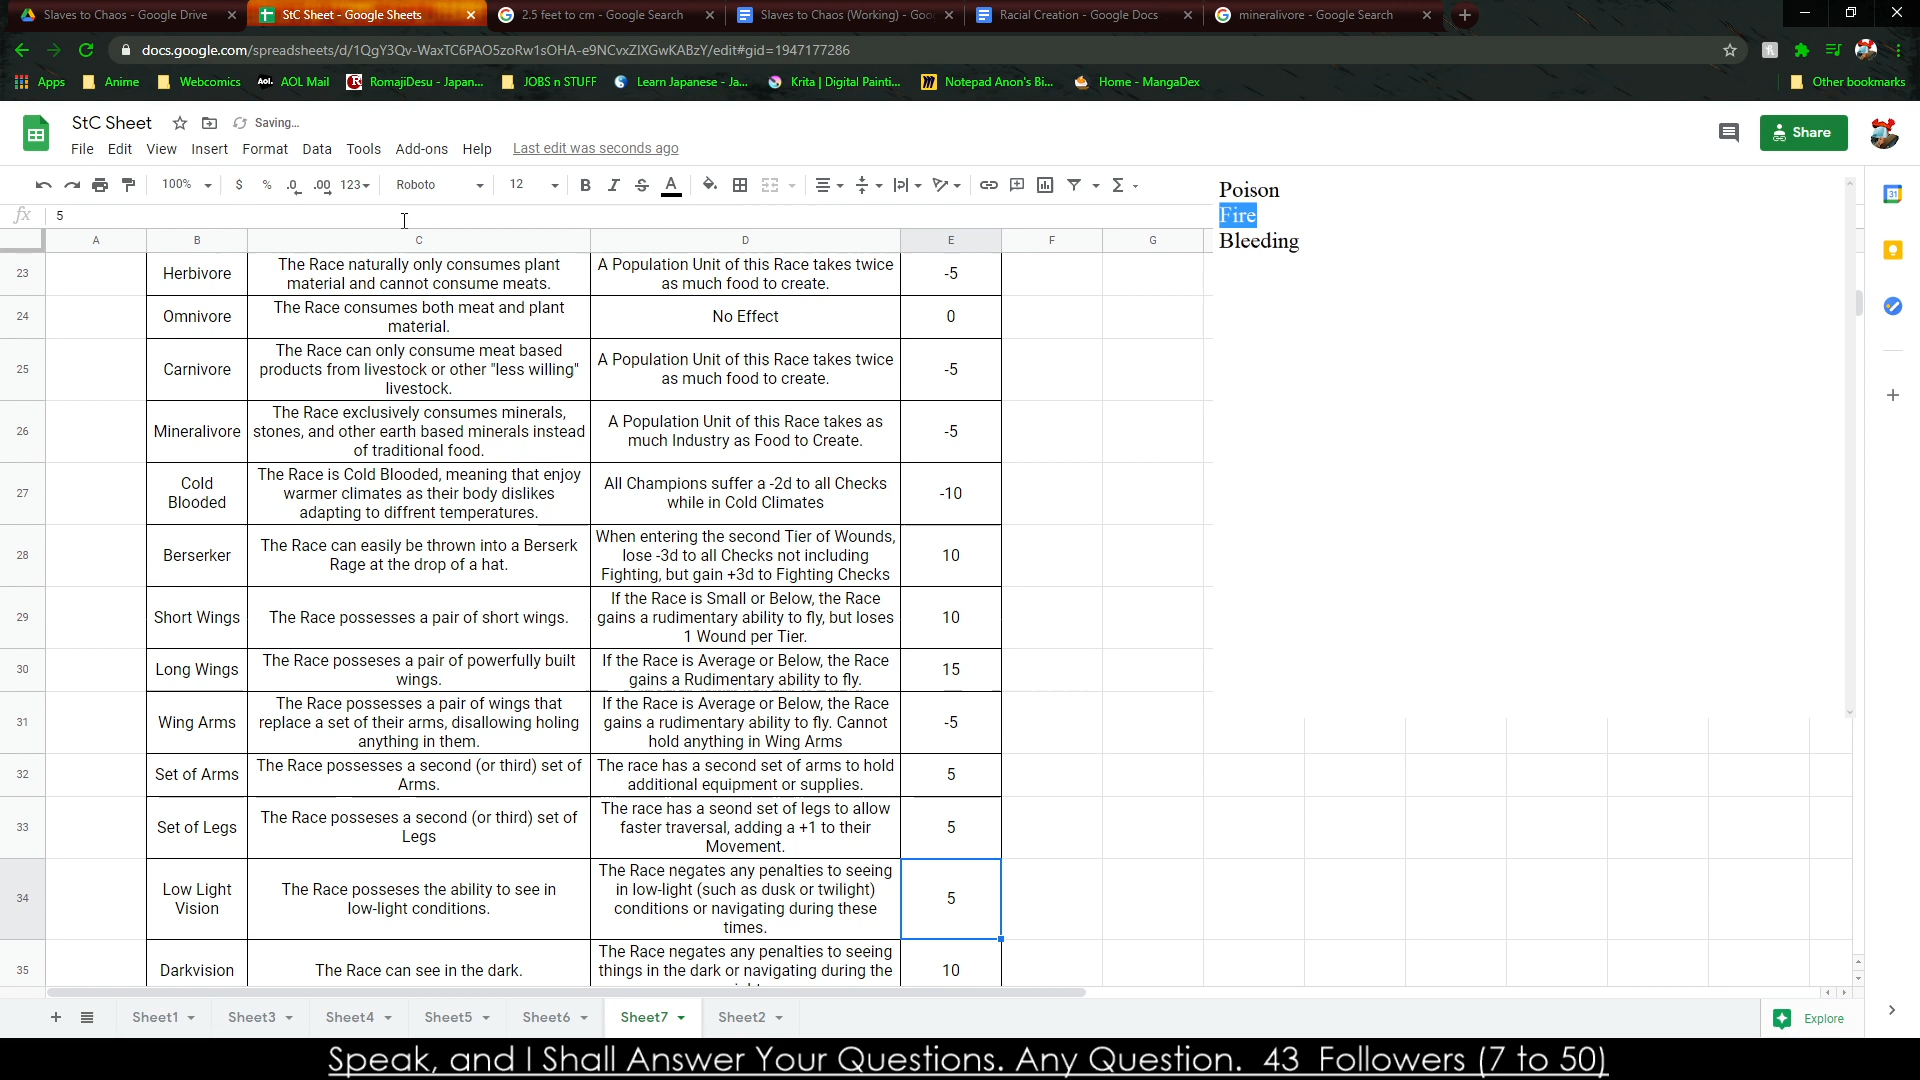 Slaves to Chaos - Google Drive
StC Sheet - Google Sheets
2.5 feet to cm - Google Search
Slaves to Chaos (Working) - Goo
Racial Creation - Google Docs
mineralivore - Google Search
docs.google.com/spreadsheets/d/1QgY3Qv-WaxTC6PAO5zoRw1sOHA-e9NCvxZIXGwKABzY/edit#gid=1947177286
Apps
Anime
Webcomics
Aol.
AOL Mail
RomajiDesu - Japan...
JOBS n STUFF
Learn Japanese - Ja...
Krita | Digital Painti...
Notepad Anon's Bi...
Home - MangaDex
Other bookmarks
StC Sheet
Saving...
File Edit View Insert Format Data Tools Add-ons Help
Last edit was seconds ago
Share
100%
$ % .0 .00 123
Roboto
12
B I S A
fx 5
A B C D E F G
23
Herbivore
The Race naturally only consumes plant
material and cannot consume meats.
A Population Unit of this Race takes twice
as much food to create.
-5
24
Omnivore
The Race consumes both meat and plant
material.
No Effect
0
25
Carnivore
The Race can only consume meat based
products from livestock or other "less willing"
livestock.
A Population Unit of this Race takes twice
as much food to create.
-5
26
Mineralivore
The Race exclusively consumes minerals,
stones, and other earth based minerals instead
of traditional food.
A Population Unit of this Race takes as
much Industry as Food to Create.
-5
27
Cold
Blooded
The Race is Cold Blooded, meaning that enjoy
warmer climates as their body dislikes
adapting to diffrent temperatures.
All Champions suffer a -2d to all Checks
while in Cold Climates
-10
28
Berserker
The Race can easily be thrown into a Berserk
Rage at the drop of a hat.
When entering the second Tier of Wounds,
lose -3d to all Checks not including
Fighting, but gain +3d to Fighting Checks
10
29
Short Wings
The Race possesses a pair of short wings.
If the Race is Small or Below, the Race
gains a rudimentary ability to fly, but loses
1 Wound per Tier.
10
30
Long Wings
The Race posseses a pair of powerfully built
wings.
If the Race is Average or Below, the Race
gains a Rudimentary ability to fly.
15
31
Wing Arms
The Race possesses a pair of wings that
replace a set of their arms, disallowing holing
anything in them.
If the Race is Average or Below, the Race
gains a rudimentary ability to fly. Cannot
hold anything in Wing Arms
-5
32
Set of Arms
The Race possesses a second (or third) set of
Arms.
The race has a second set of arms to hold
additional equipment or supplies.
5
33
Set of Legs
The Race posseses a second (or third) set of
Legs
The race has a seond set of legs to allow
faster traversal, adding a +1 to their
Movement.
5
34
Low Light
Vision
The Race posseses the ability to see in
low-light conditions.
The Race negates any penalties to seeing
in low-light (such as dusk or twilight)
conditions or navigating during these
times.
5
35
Darkvision
The Race can see in the dark.
The Race negates any penalties to seeing
things in the dark or navigating during the
10
Poison
Fire
Bleeding
31
Sheet1
Sheet3
Sheet4
Sheet5
Sheet6
Sheet7
Sheet2
Explore
Speak, and I Shall Answer Your Questions. Any Question. 43 Followers (7 to 50)